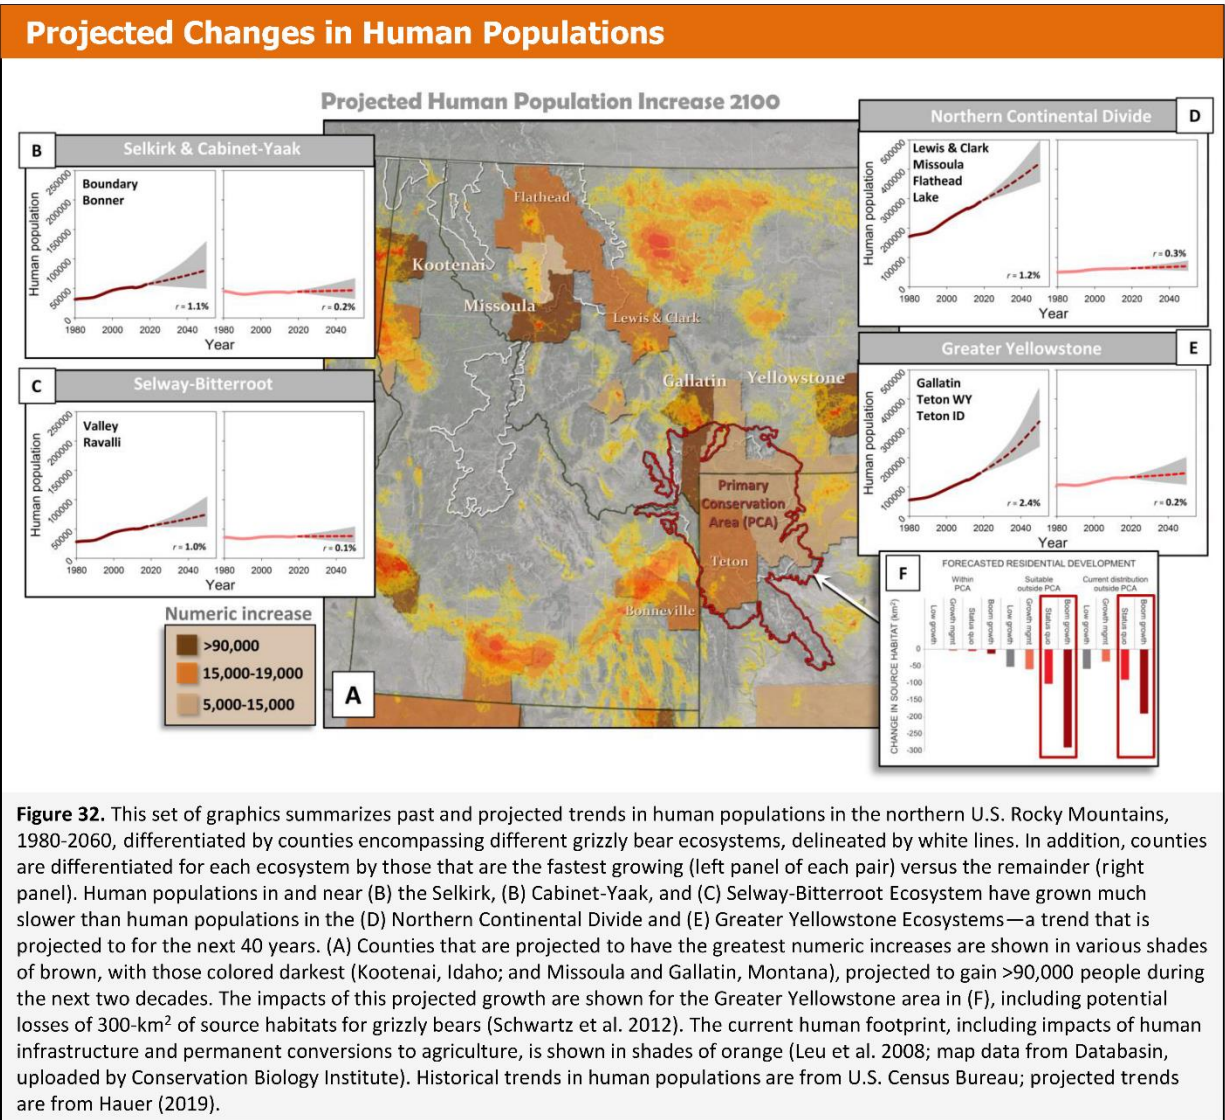 Projected Changes in Human Populations
Projected Human Population Increase 2100
B
Selkirk & Cabinet-Yaak
Human population
250000
200000
150000
100000
50000
0
Boundary
Bonner
r = 1.1%
r = 0.2%
1980 2000 2020 2040
1980 2000 2020 2040
Year
C
Selway-Bitterroot
Human population
250000
200000
150000
100000
50000
0
Valley
Ravalli
r = 1.0%
r = 0.1%
1980 2000 2020 2040
1980 2000 2020 2040
Year
Numeric increase
>90,000
15,000-19,000
5,000-15,000
A
Flathead
Kootenai
Missoula
Lewis & Clark
Gallatin
Yellowstone
Primary
Conservation
Area (PCA)
Teton
Bonneville
Northern Continental Divide
D
Human population
500000
400000
300000
200000
100000
0
Lewis & Clark
Missoula
Flathead
Lake
r = 1.2%
r = 0.3%
1980 2000 2020 2040
1980 2000 2020 2040
Year
Greater Yellowstone
E
Human population
500000
400000
300000
200000
100000
0
Gallatin
Teton WY
Teton ID
r = 2.4%
r = 0.2%
1980 2000 2020 2040
1980 2000 2020 2040
Year
F
FORECASTED RESIDENTIAL DEVELOPMENT
Within
PCA
Suitable
outside PCA
Current distribution
outside PCA
Low growth
Growth mgmt
Status quo
Boom growth
Low growth
Growth mgmt
Status quo
Boom growth
Low growth
Growth mgmt
Status quo
Boom growth
CHANGE IN SOURCE HABITAT (km²)
0
-50
-100
-150
-200
-250
-300
Figure 32. This set of graphics summarizes past and projected trends in human populations in the northern U.S. Rocky Mountains,
1980-2060, differentiated by counties encompassing different grizzly bear ecosystems, delineated by white lines. In addition, counties
are differentiated for each ecosystem by those that are the fastest growing (left panel of each pair) versus the remainder (right
panel). Human populations in and near (B) the Selkirk, (B) Cabinet-Yaak, and (C) Selway-Bitterroot Ecosystem have grown much
slower than human populations in the (D) Northern Continental Divide and (E) Greater Yellowstone Ecosystems—a trend that is
projected to for the next 40 years. (A) Counties that are projected to have the greatest numeric increases are shown in various shades
of brown, with those colored darkest (Kootenai, Idaho; and Missoula and Gallatin, Montana), projected to gain >90,000 people during
the next two decades. The impacts of this projected growth are shown for the Greater Yellowstone area in (F), including potential
losses of 300-km² of source habitats for grizzly bears (Schwartz et al. 2012). The current human footprint, including impacts of human
infrastructure and permanent conversions to agriculture, is shown in shades of orange (Leu et al. 2008; map data from Databasin,
uploaded by Conservation Biology Institute). Historical trends in human populations are from U.S. Census Bureau; projected trends
are from Hauer (2019).